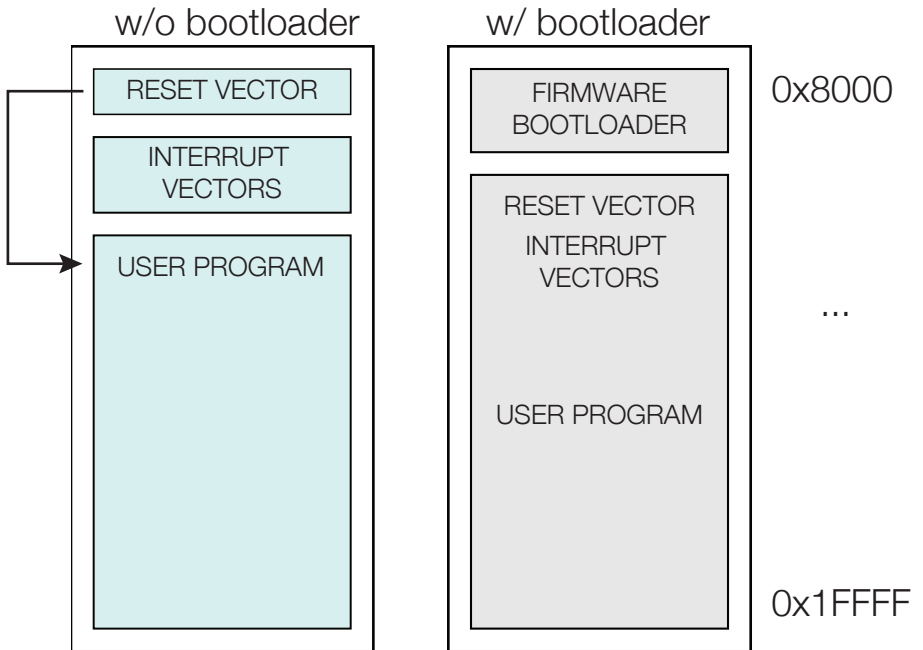 w/o bootloader
RESET VECTOR
INTERRUPT
VECTORS
USER PROGRAM
w/ bootloader
FIRMWARE
BOOTLOADER
RESET VECTOR
INTERRUPT
VECTORS
USER PROGRAM
0x8000
...
0x1FFFF